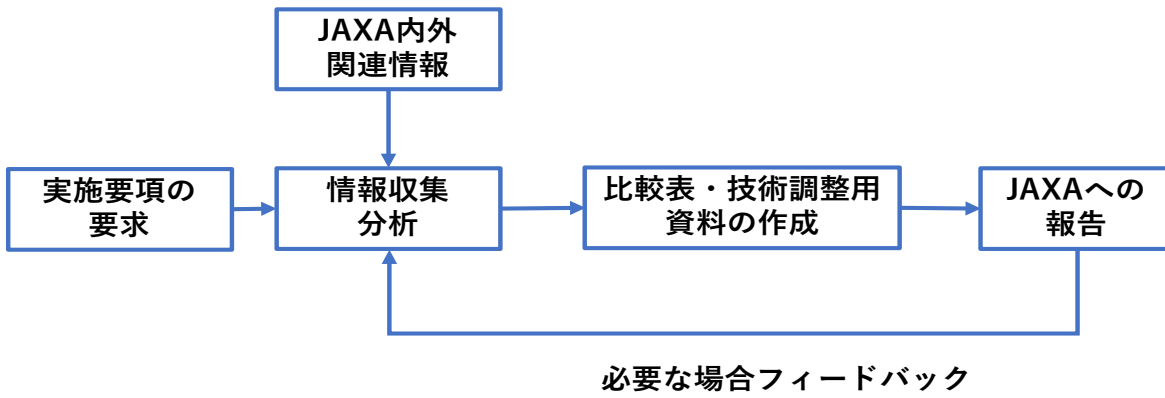 JAXA内外
関連情報
実施要項の
要求
情報収集
分析
比較表・技術調整用
資料の作成
JAXAへの
報告
必要な場合フィードバック